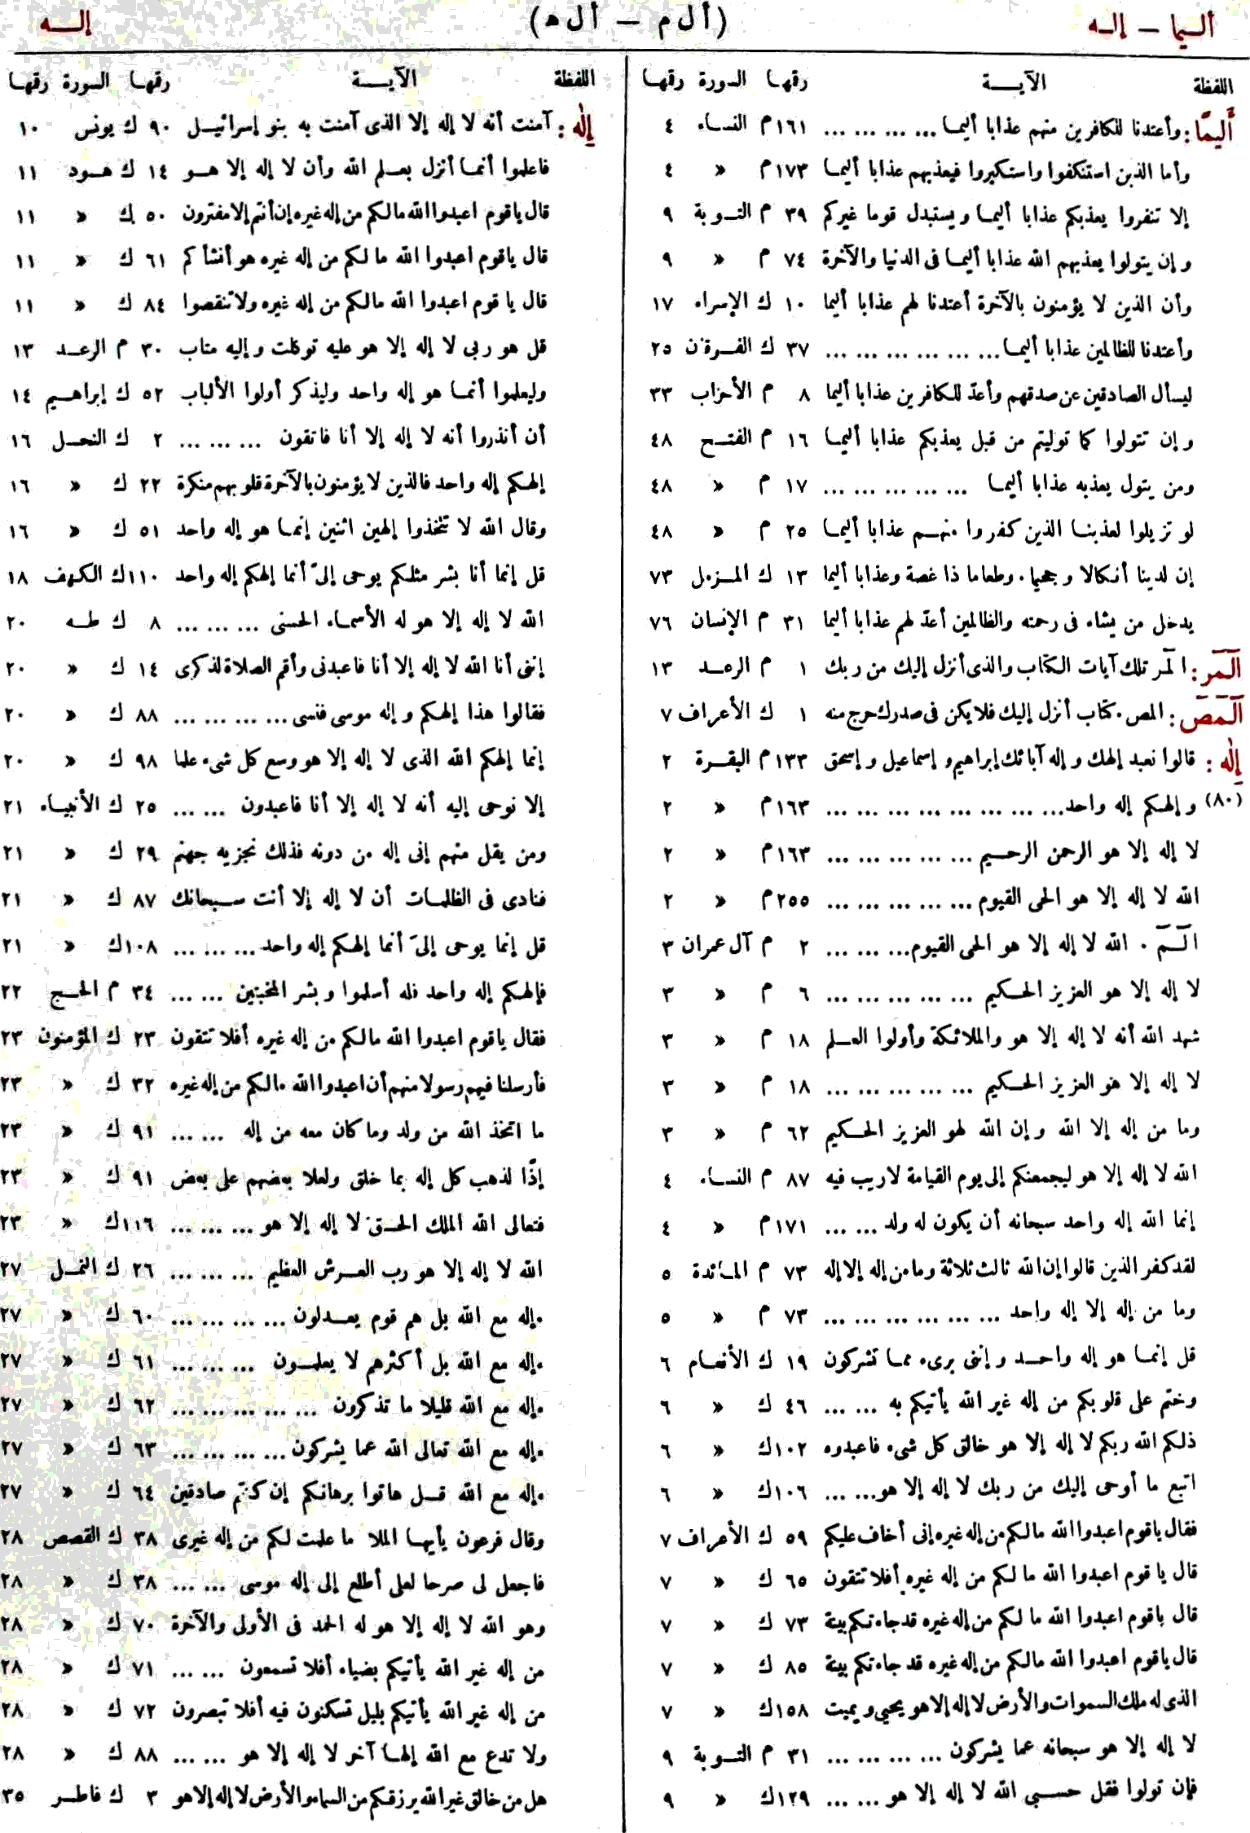 أليما – إله
(أل م – أل ه)
إله
اللفظة الآية رقها السورة رقها
أَليمًا: وأعتدنا للكافرين منهم عذابا أليما ... ... ... ... ١٦١ م النساء ٤
وأما الذين استنكفوا واستكبروا فيعذبهم عذابا أليما ١٧٣ م » ٤
إلا تنفروا يعذبكم عذابا أليما ويستبدل قوما غيركم ٣٩ م التوبة ٩
وإن يتولوا يعذبهم الله عذابا أليما فى الدنيا والآخرة ٧٤ م » ٩
وأن الذين لا يؤمنون بالآخرة أعتدنا لهم عذابا أليما ١٠ ك الإسراء ١٧
وأعتدنا للظالمين عذابا أليما ... ... ... ... ... ... ٣٧ ك الفرقان ٢٥
ليسأل الصادقين عن صدقهم وأعد للكافرين عذابا أليما ٨ م الأحزاب ٣٣
وإن تتولوا كما توليتم من قبل يعذبكم عذابا أليما ١٦ م الفتح ٤٨
ومن يتول يعذبه عذابا أليما ... ... ... ... ... ١٧ م » ٤٨
لو تزيلوا لعذبنا الذين كفروا منهم عذابا أليما ٢٥ م » ٤٨
إن لدينا أنكالا وجحيما . وطعاما ذا غصة وعذابا أليما ١٣ ك المزمل ٧٣
يدخل من يشاء فى رحمته والظالمين أعدّ لهم عذابا أليما ٣١ م الإنسان ٧٦
الَمَر: الَمر تلك آيات الكتاب والذى أنزل إليك من ربك ١ م الرعد ١٣
الَمَصَ: المص . كتاب أنزل إليك فلا يكن فى صدرك حرج منه ١ ك الأعراف ٧
إله: قالوا نعبد إلهك وإله آبائك إبراهيم وإسماعيل وإسحق ١٣٣ م البقرة ٢
(٨٠) وإلهكم إله واحد ... ... ... ... ... ... ... ... ١٦٣ م » ٢
لا إله إلا هو الرحمن الرحيم ... ... ... ... ... ١٦٣ م » ٢
الله لا إله إلا هو الحى القيوم ... ... ... ... ... ٢٥٥ م » ٢
الَمَ . الله لا إله إلا هو الحى القيوم ... ... ... ٢ م آل عمران ٣
لا إله إلا هو العزيز الحكيم ... ... ... ... ... ٦ م » ٣
شهد الله أنه لا إله إلا هو والملائكة وأولوا العلم ١٨ م » ٣
لا إله إلا هو العزيز الحكيم ... ... ... ... ... ١٨ م » ٣
وما من إله إلا الله وإن الله لهو العزيز الحكيم ٦٢ م » ٣
الله لا إله إلا هو ليجمعنكم إلى يوم القيامة لا ريب فيه ٨٧ م النساء ٤
إنما الله إله واحد سبحانه أن يكون له ولد ... ... ١٧١ م » ٤
لقد كفر الذين قالوا إن الله ثالث ثلاثة وما من إله إلا إله ٧٣ م المائدة ٥
وما من إله إلا إله واحد ... ... ... ... ... ... ٧٣ م » ٥
قل إنما هو إله واحد وإننى برىء مما تشركون ١٩ ك الأنعام ٦
وختم على قلوبكم من إله غير الله يأتيكم به ... ... ٤٦ ك » ٦
ذلكم الله ربكم لا إله إلا هو خالق كل شىء فاعبدوه ١٠٢ ك » ٦
اتبع ما أوحى إليك من ربك لا إله إلا هو ... ... ١٠٦ ك » ٦
فقال ياقوم اعبدوا الله مالكم من إله غيره إنى أخاف عليكم ٥٩ ك الأعراف ٧
قال ياقوم اعبدوا الله مالكم من إله غيره أفلا تتقون ٦٥ ك » ٧
قال ياقوم اعبدوا الله ما لكم من إله غيره قد جاءتكم بينة ٧٣ ك » ٧
قال ياقوم اعبدوا الله مالكم من إله غيره قد جاءتكم بينة ٨٥ ك » ٧
الذى له ملك السموات والأرض لا إله إلا هو يحيى ويميت ١٥٨ ك » ٧
لا إله إلا هو سبحانه عما يشركون ... ... ... ... ٣١ م التوبة ٩
فإن تولوا فقل حسبى الله لا إله إلا هو ... ... ١٢٩ ك » ٩
اللفظة الآية رقها السورة رقها
إله: آمنت أنه لا إله إلا الذى آمنت به بنو إسرائيل ٩٠ ك يونس ١٠
فاعلموا أنما أنزل بعلم الله وأن لا إله إلا هو ١٤ ك هود ١١
قال ياقوم اعبدوا الله مالكم من إله غيره إن أنتم إلا مفترون ٥٠ ك » ١١
قال ياقوم اعبدوا الله ما لكم من إله غيره هو أنشأكم ٦١ ك » ١١
قال ياقوم اعبدوا الله مالكم من إله غيره ولا تنقصوا ٨٤ ك » ١١
قل هو ربى لا إله إلا هو عليه توكلت وإليه متاب ٣٠ م الرعد ١٣
وليعلموا أنما هو إله واحد وليذكر أولوا الألباب ٥٢ ك إبراهيم ١٤
أن أنذروا أنه لا إله إلا أنا فاتقون ... ... ... ٢ ك النحل ١٦
إلهكم إله واحد فالذين لا يؤمنون بالآخرة قلوبهم منكرة ٢٢ ك » ١٦
وقال الله لا تتخذوا إلهين اثنين إنما هو إله واحد ٥١ ك » ١٦
قل إنما أنا بشر مثلكم يوحى إلىّ أنما إلهكم إله واحد ١١٠ ك الكهف ١٨
الله لا إله إلا هو له الأسماء الحسنى ... ... ... ٨ ك طه ٢٠
إننى أنا الله لا إله إلا أنا فاعبدنى وأقم الصلاة لذكرى ١٤ ك » ٢٠
فقالوا هذا إلهكم وإله موسى فنسى ... ... ... ... ٨٨ ك » ٢٠
إنما إلهكم الله الذى لا إله إلا هو وسع كل شىء علما ٩٨ ك » ٢٠
إلا نوحى إليه أنه لا إله إلا أنا فاعبدون ... ... ٢٥ ك الأنبياء ٢١
ومن يقل منهم إنى إله من دونه فذلك نجزيه جهنم ٢٩ ك » ٢١
فنادى فى الظلمات أن لا إله إلا أنت سبحانك ٨٧ ك » ٢١
قل إنما يوحى إلىّ أنما إلهكم إله واحد ... ... ... ١٠٨ ك » ٢١
فإلهكم إله واحد فله أسلموا وبشر المخبتين ... ... ٣٤ م الحج ٢٢
فقال ياقوم اعبدوا الله مالكم من إله غيره أفلا تتقون ٢٣ ك المؤمنون ٢٣
فأرسلنا فيهم رسولا منهم أن اعبدوا الله مالكم من إله غيره ٣٢ ك » ٢٣
ما اتخذ الله من ولد وما كان معه من إله ... ... ٩١ ك » ٢٣
إذًا لذهب كل إله بما خلق ولعلا بعضهم على بعض ٩١ ك » ٢٣
فتعالى الله الملك الحق لا إله إلا هو ... ... ... ١١٦ ك » ٢٣
الله لا إله إلا هو رب العرش العظيم ... ... ... ٢٦ ك النمل ٢٧
ءإله مع الله بل هم قوم يعدلون ... ... ... ... ٦٠ ك » ٢٧
ءإله مع الله بل أكثرهم لا يعلمون ... ... ... ٦١ ك » ٢٧
ءإله مع الله قليلا ما تذكرون ... ... ... ... ... ٦٢ ك » ٢٧
ءإله مع الله تعالى الله عما يشركون ... ... ... ... ٦٣ ك » ٢٧
ءإله مع الله قل هاتوا برهانكم إن كنتم صادقين ٦٤ ك » ٢٧
وقال فرعون يأيها الملا ما علمت لكم من إله غيرى ٣٨ ك القصص ٢٨
فاجعل لى صرحا لعلى أطلع إلى إله موسى ... ... ٣٨ ك » ٢٨
وهو الله لا إله إلا هو له الحمد فى الأولى والآخرة ٧٠ ك » ٢٨
من إله غير الله يأتيكم بضياء أفلا تسمعون ... ... ٧١ ك » ٢٨
من إله غير الله يأتيكم بليل تسكنون فيه أفلا تبصرون ٧٢ ك » ٢٨
ولا تدع مع الله إلها آخر لا إله إلا هو ... ... ٨٨ ك » ٢٨
هل من خالق غير الله يرزقكم من السماء والأرض لا إله إلا هو ٣ ك فاطر ٣٥